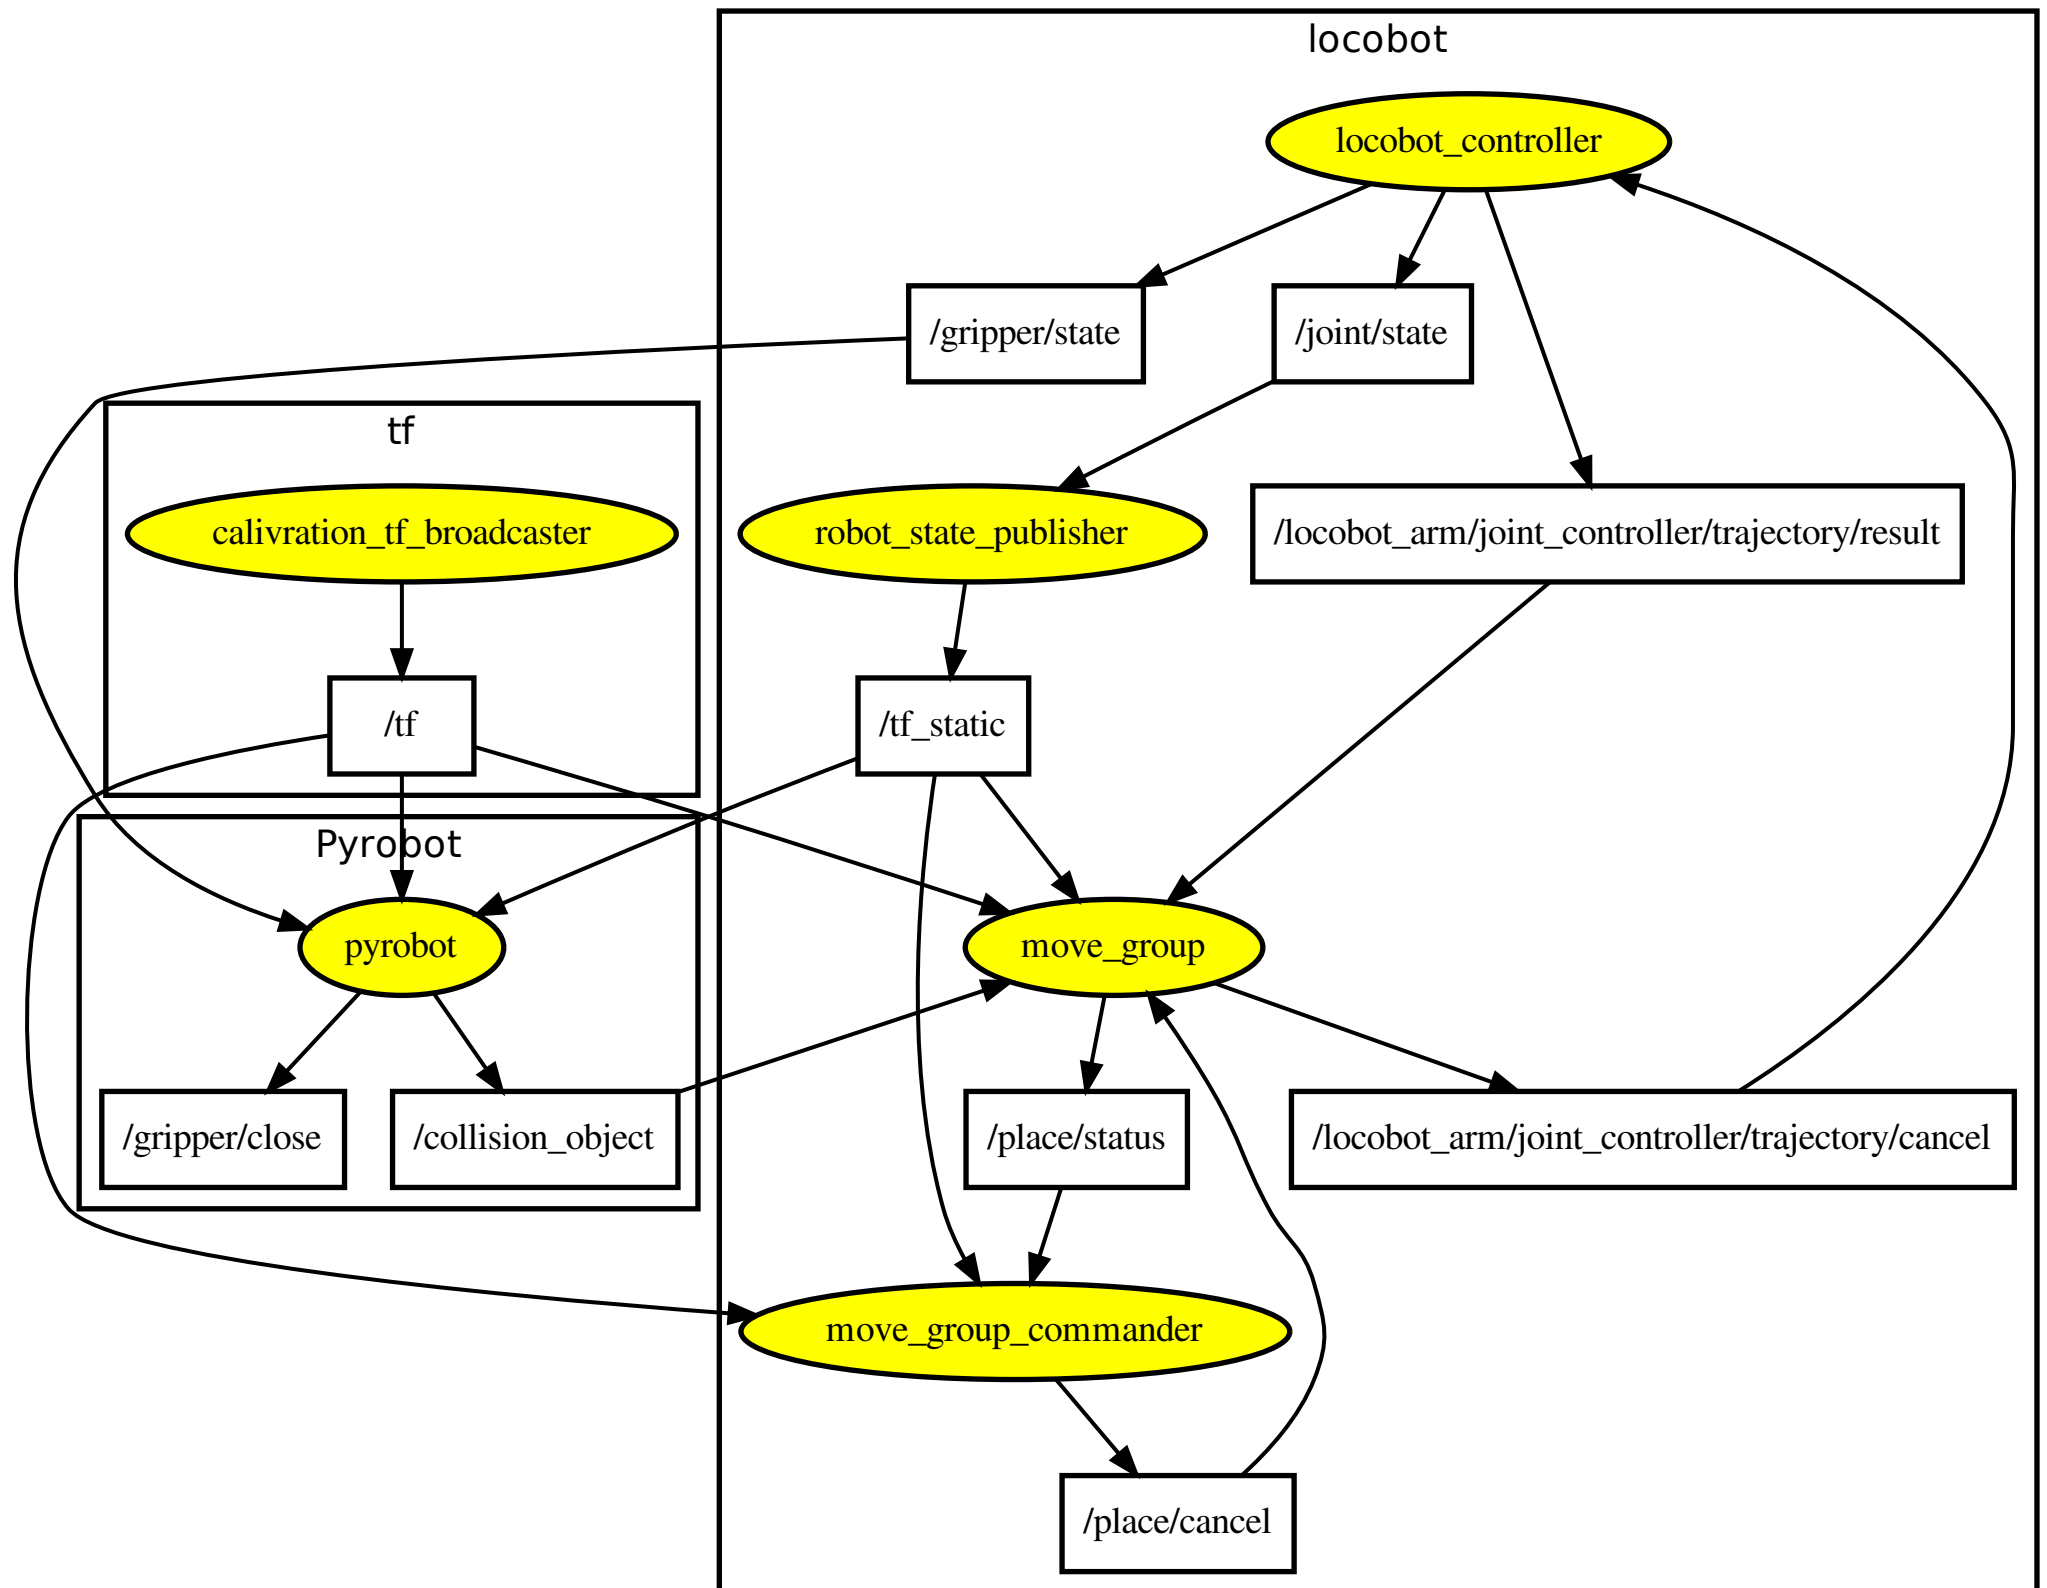 locobot
locobot_controller
/gripper/state
/joint/state
tf
calivration_tf_broadcaster
robot_state_publisher
/locobot_arm/joint_controller/trajectory/result
/tf
/tf_static
Pyrobot
pyrobot
move_group
/gripper/close
/collision_object
/place/status
/locobot_arm/joint_controller/trajectory/cancel
move_group_commander
/place/cancel